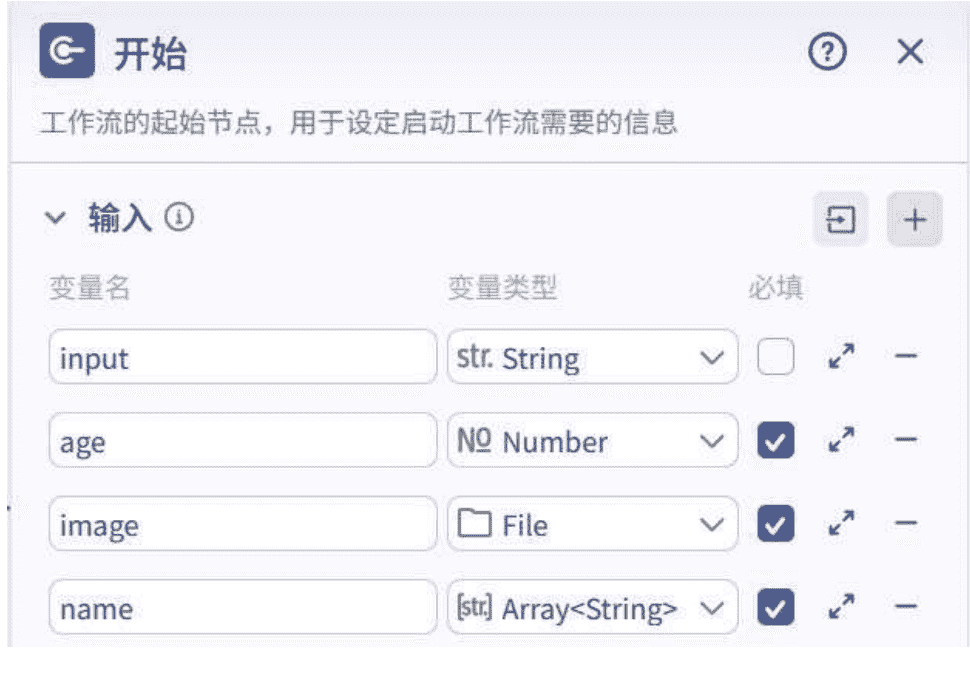 开始
工作流的起始节点，用于设定启动工作流需要的信息
输入
变量名 变量类型 必填
input str. String
age № Number
image File
name [str.] Array<String>